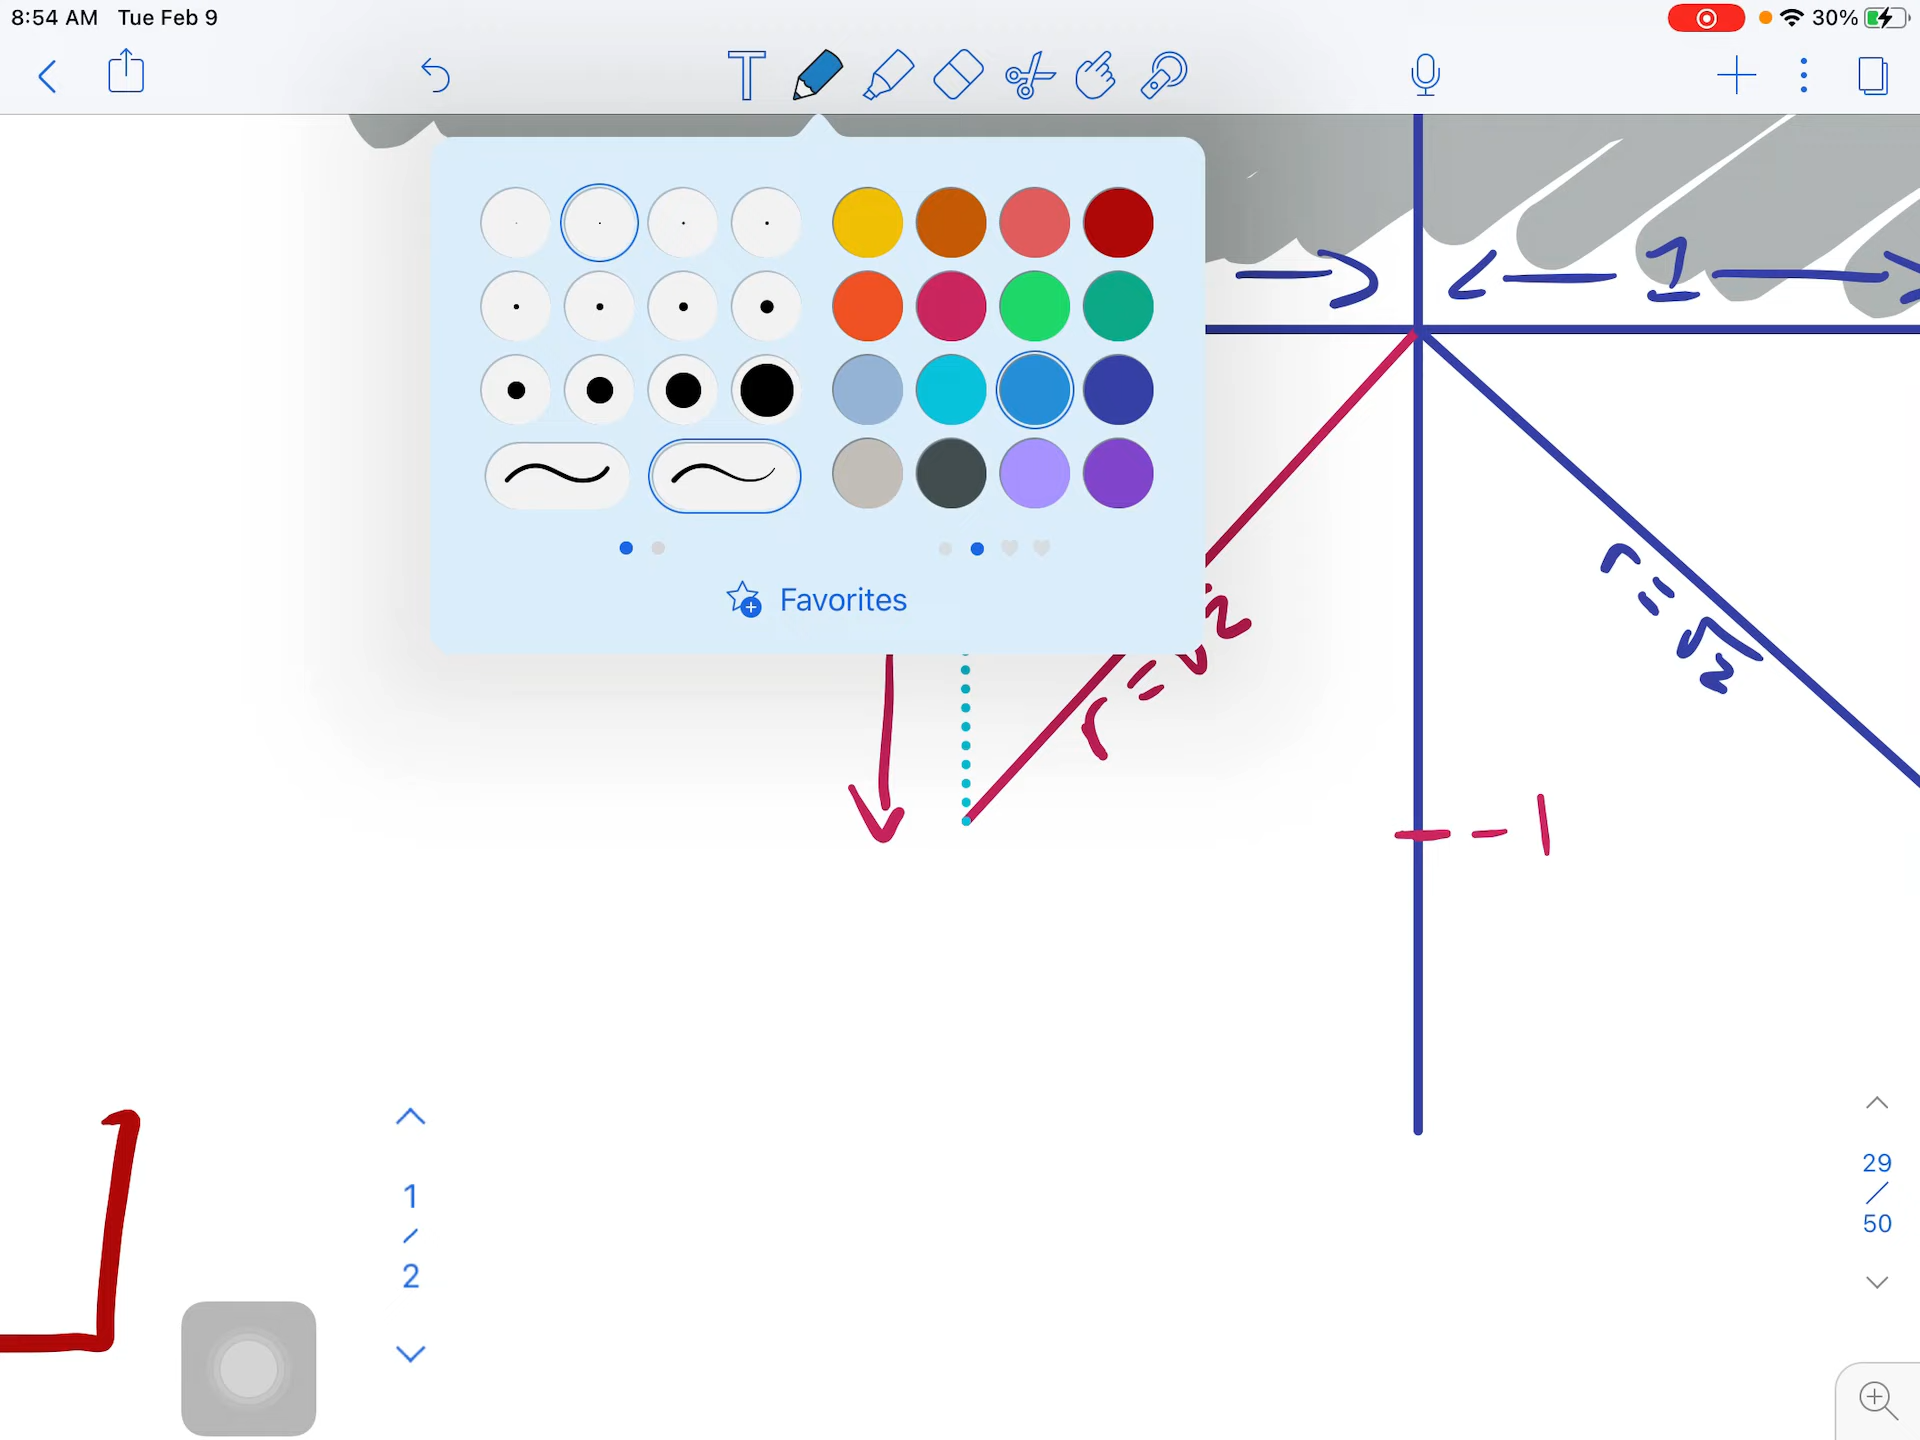 8:54 AM Tue Feb 9
30%
T
1
Favorites
r = √2
r = √2
- 1
1
/
2
29
/
50